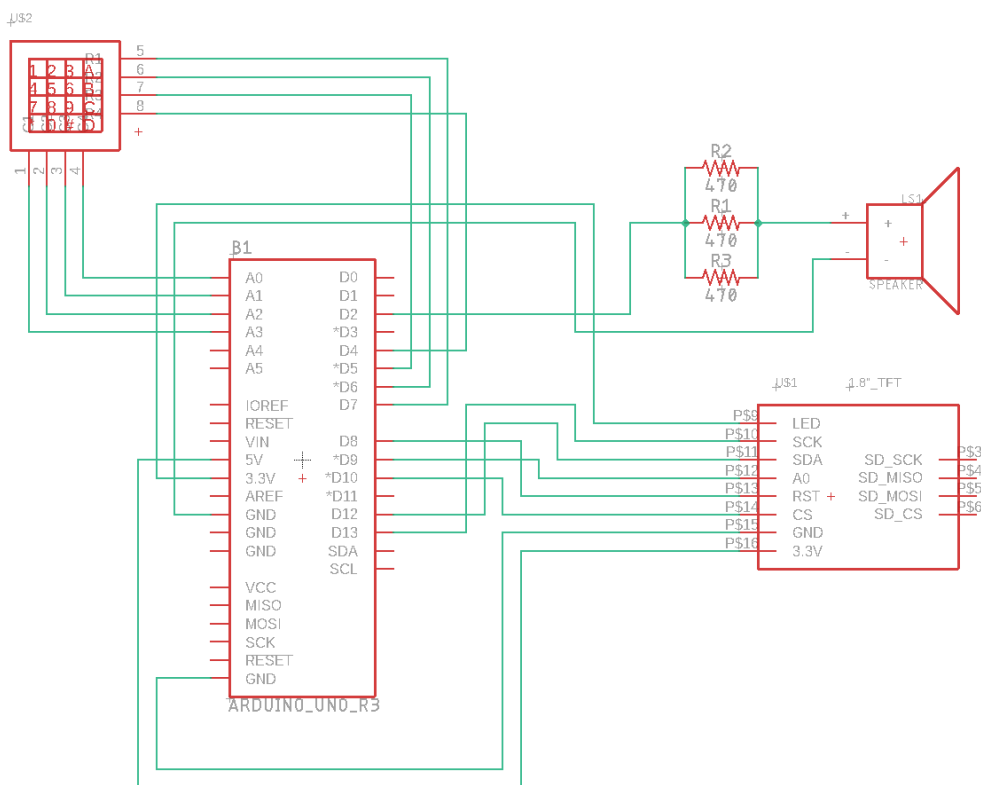 U$2
5
6
7
8
R1
R2
R3
R4
1 2 3 A
4 5 6 B
7 8 9 C
* 0 # D
C1
1 2 3 4
R2
470
R1
470
R3
470
LS1
+ +
- -
SPEAKER
B1
A0 D0
A1 D1
A2 D2
A3 *D3
A4 D4
A5 *D5
*D6
IOREF D7
RESET
VIN D8
5V *D9
3.3V *D10
AREF *D11
GND D12
GND D13
GND SDA
SCL
VCC
MISO
MOSI
SCK
RESET
GND
ARDUINO_UNO_R3
U$1 1.8"_TFT
P$9 LED
P$10 SCK
P$11 SDA SD_SCK P$3
P$12 A0 SD_MISO P$4
P$13 RST SD_MOSI P$5
P$14 CS SD_CS P$6
P$15 GND
P$16 3.3V